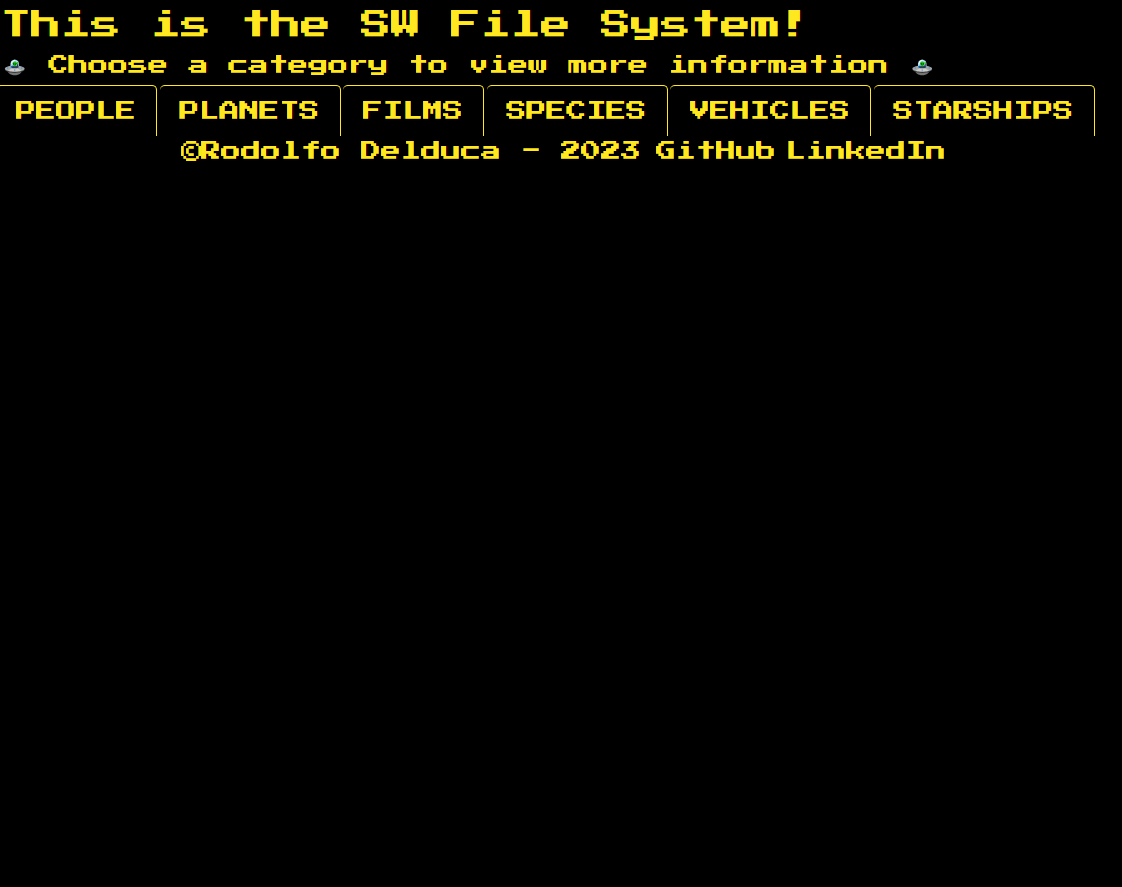 This is the SW File System!
🛸 Choose a category to view more information 🛸
PEOPLE PLANETS FILMS SPECIES VEHICLES STARSHIPS
©Rodolfo Delduca - 2023 GitHub LinkedIn